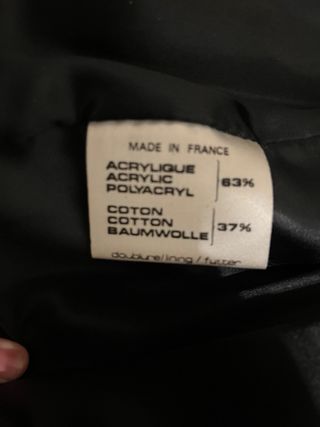 MADE IN FRANCE
ACRYLIQUE
ACRYLIC 63%
POLYACRYL
COTON
COTTON 37%
BAUMWOLLE
doublure/lining/futter